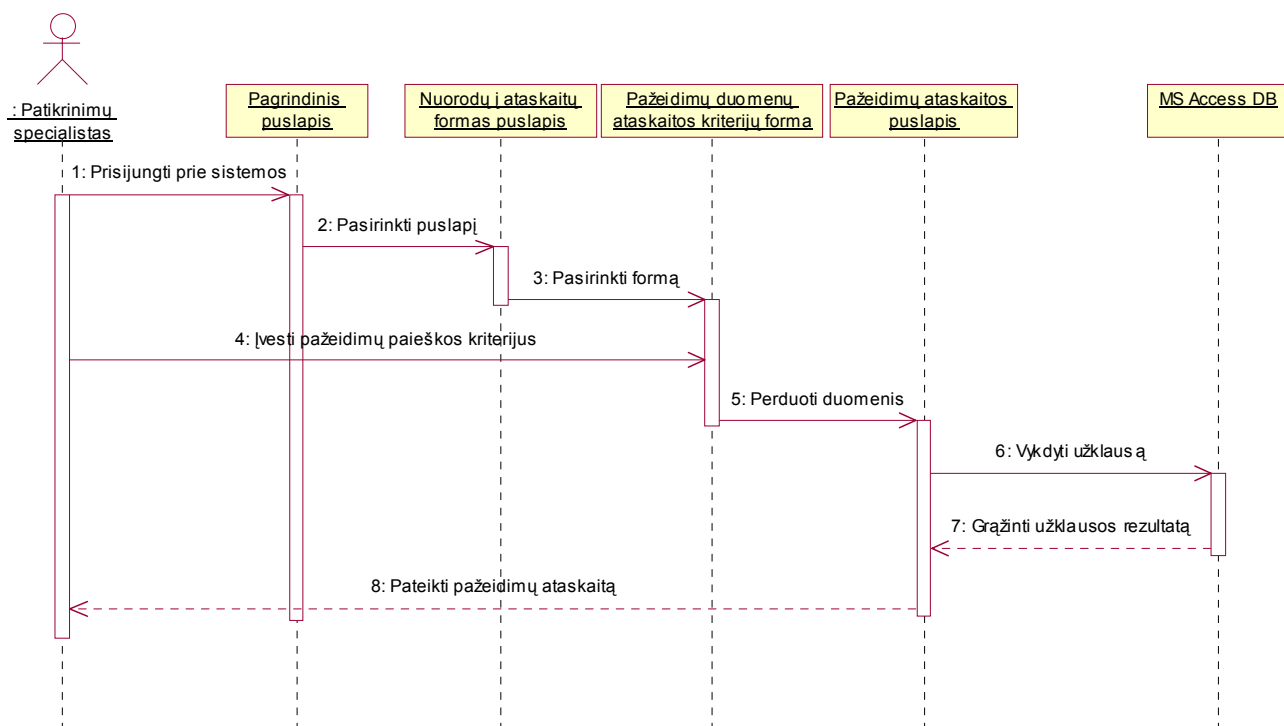 : Patikrinimų
specialistas
Pagrindinis
puslapis
Nuorodų į ataskaitų
formas puslapis
Pažeidimų duomenų
ataskaitos kriterijų forma
Pažeidimų ataskaitos
puslapis
MS Access DB
1: Prisijungti prie sistemos
2: Pasirinkti puslapį
3: Pasirinkti formą
4: Įvesti pažeidimų paieškos kriterijus
5: Perduoti duomenis
6: Vykdyti užklausą
7: Grąžinti užklausos rezultatą
8: Pateikti pažeidimų ataskaitą